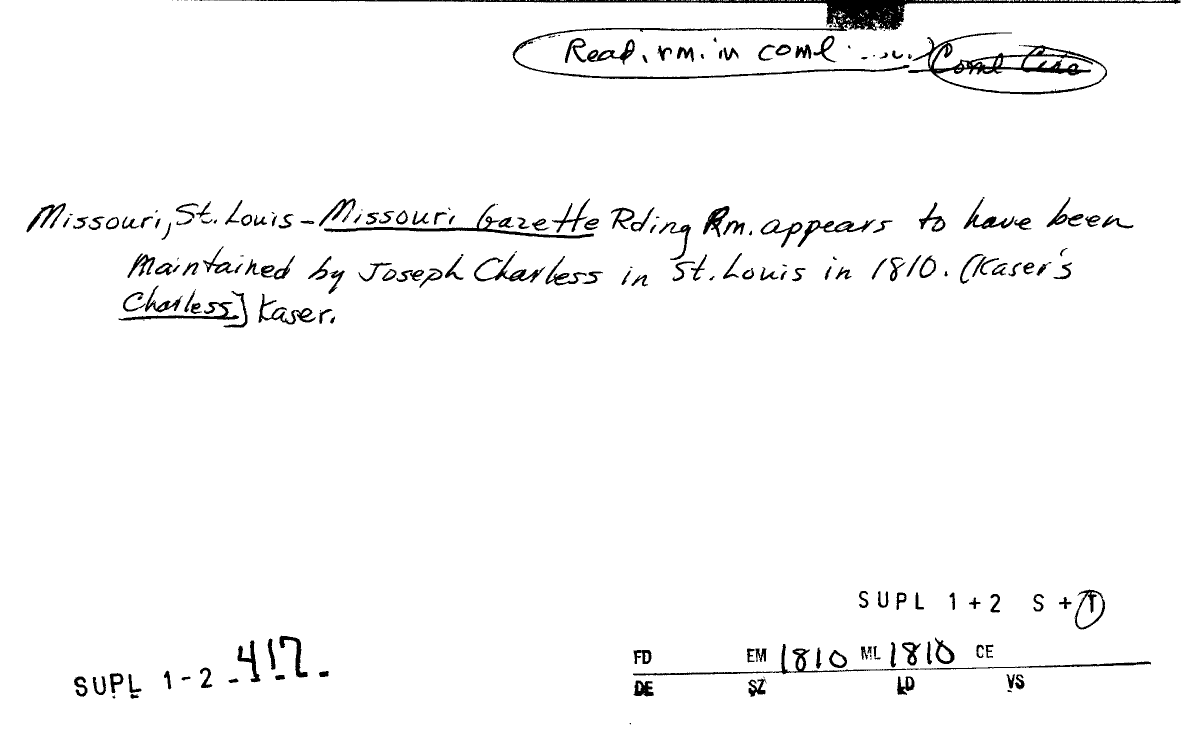 Read. rm. in coml
Coml Circ
Missouri, St. Louis - Missouri Gazette Rding Rm. appears to have been
Maintained by Joseph Charless in St. Louis in 1810. (Kaser's
Charless] Kaser.
SUPL 1+2 S+T
SUPL 1-2 -417-
FD EM 1810 ML 1810 CE
DE SZ LD VS